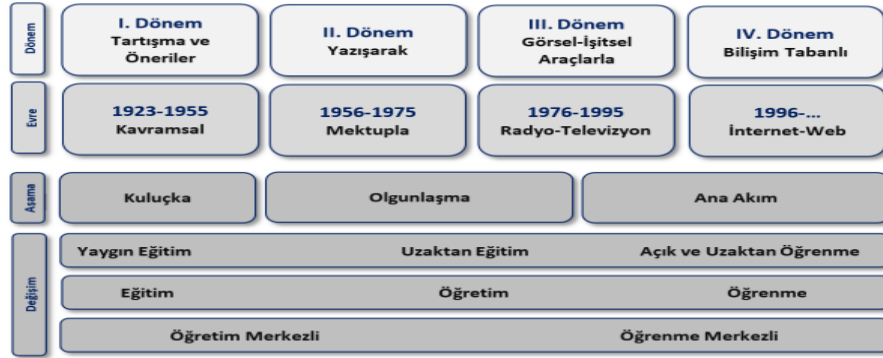 Dönem
I. Dönem
Tartışma ve
Öneriler
II. Dönem
Yazışarak
III. Dönem
Görsel-İşitsel
Araçlarla
IV. Dönem
Bilişim Tabanlı
Evre
1923-1955
Kavramsal
1956-1975
Mektupla
1976-1995
Radyo-Televizyon
1996-...
İnternet-Web
Aşama
Kuluçka
Olgunlaşma
Ana Akım
Değişim
Yaygın Eğitim
Uzaktan Eğitim
Açık ve Uzaktan Öğrenme
Eğitim
Öğretim
Öğrenme
Öğretim Merkezli
Öğrenme Merkezli